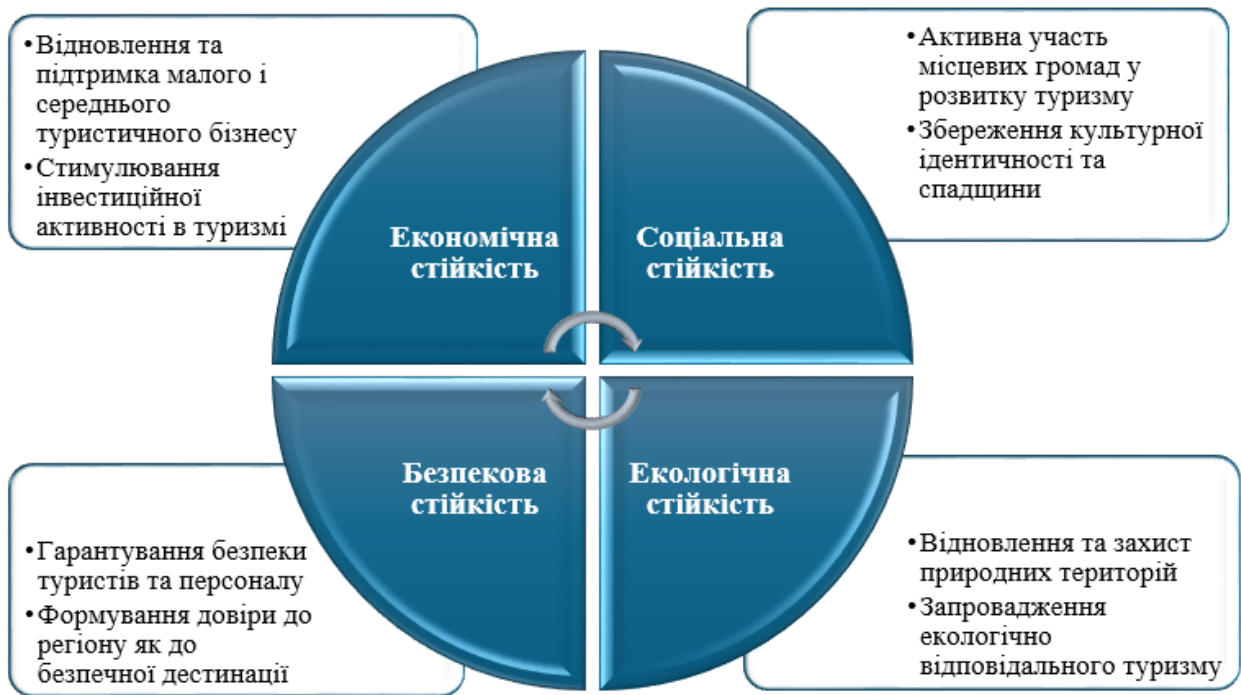 •Відновлення та
підтримка малого і
середнього
туристичного бізнесу
•Стимулювання
інвестиційної
активності в туризмі
•Активна участь
місцевих громад у
розвитку туризму
•Збереження культурної
ідентичності та
спадщини
Економічна
стійкість
Соціальна
стійкість
Безпекова
стійкість
Екологічна
стійкість
•Гарантування безпеки
туристів та персоналу
•Формування довіри до
регіону як до
безпечної дестинації
•Відновлення та захист
природних територій
•Запровадження
екологічно
відповідального туризму